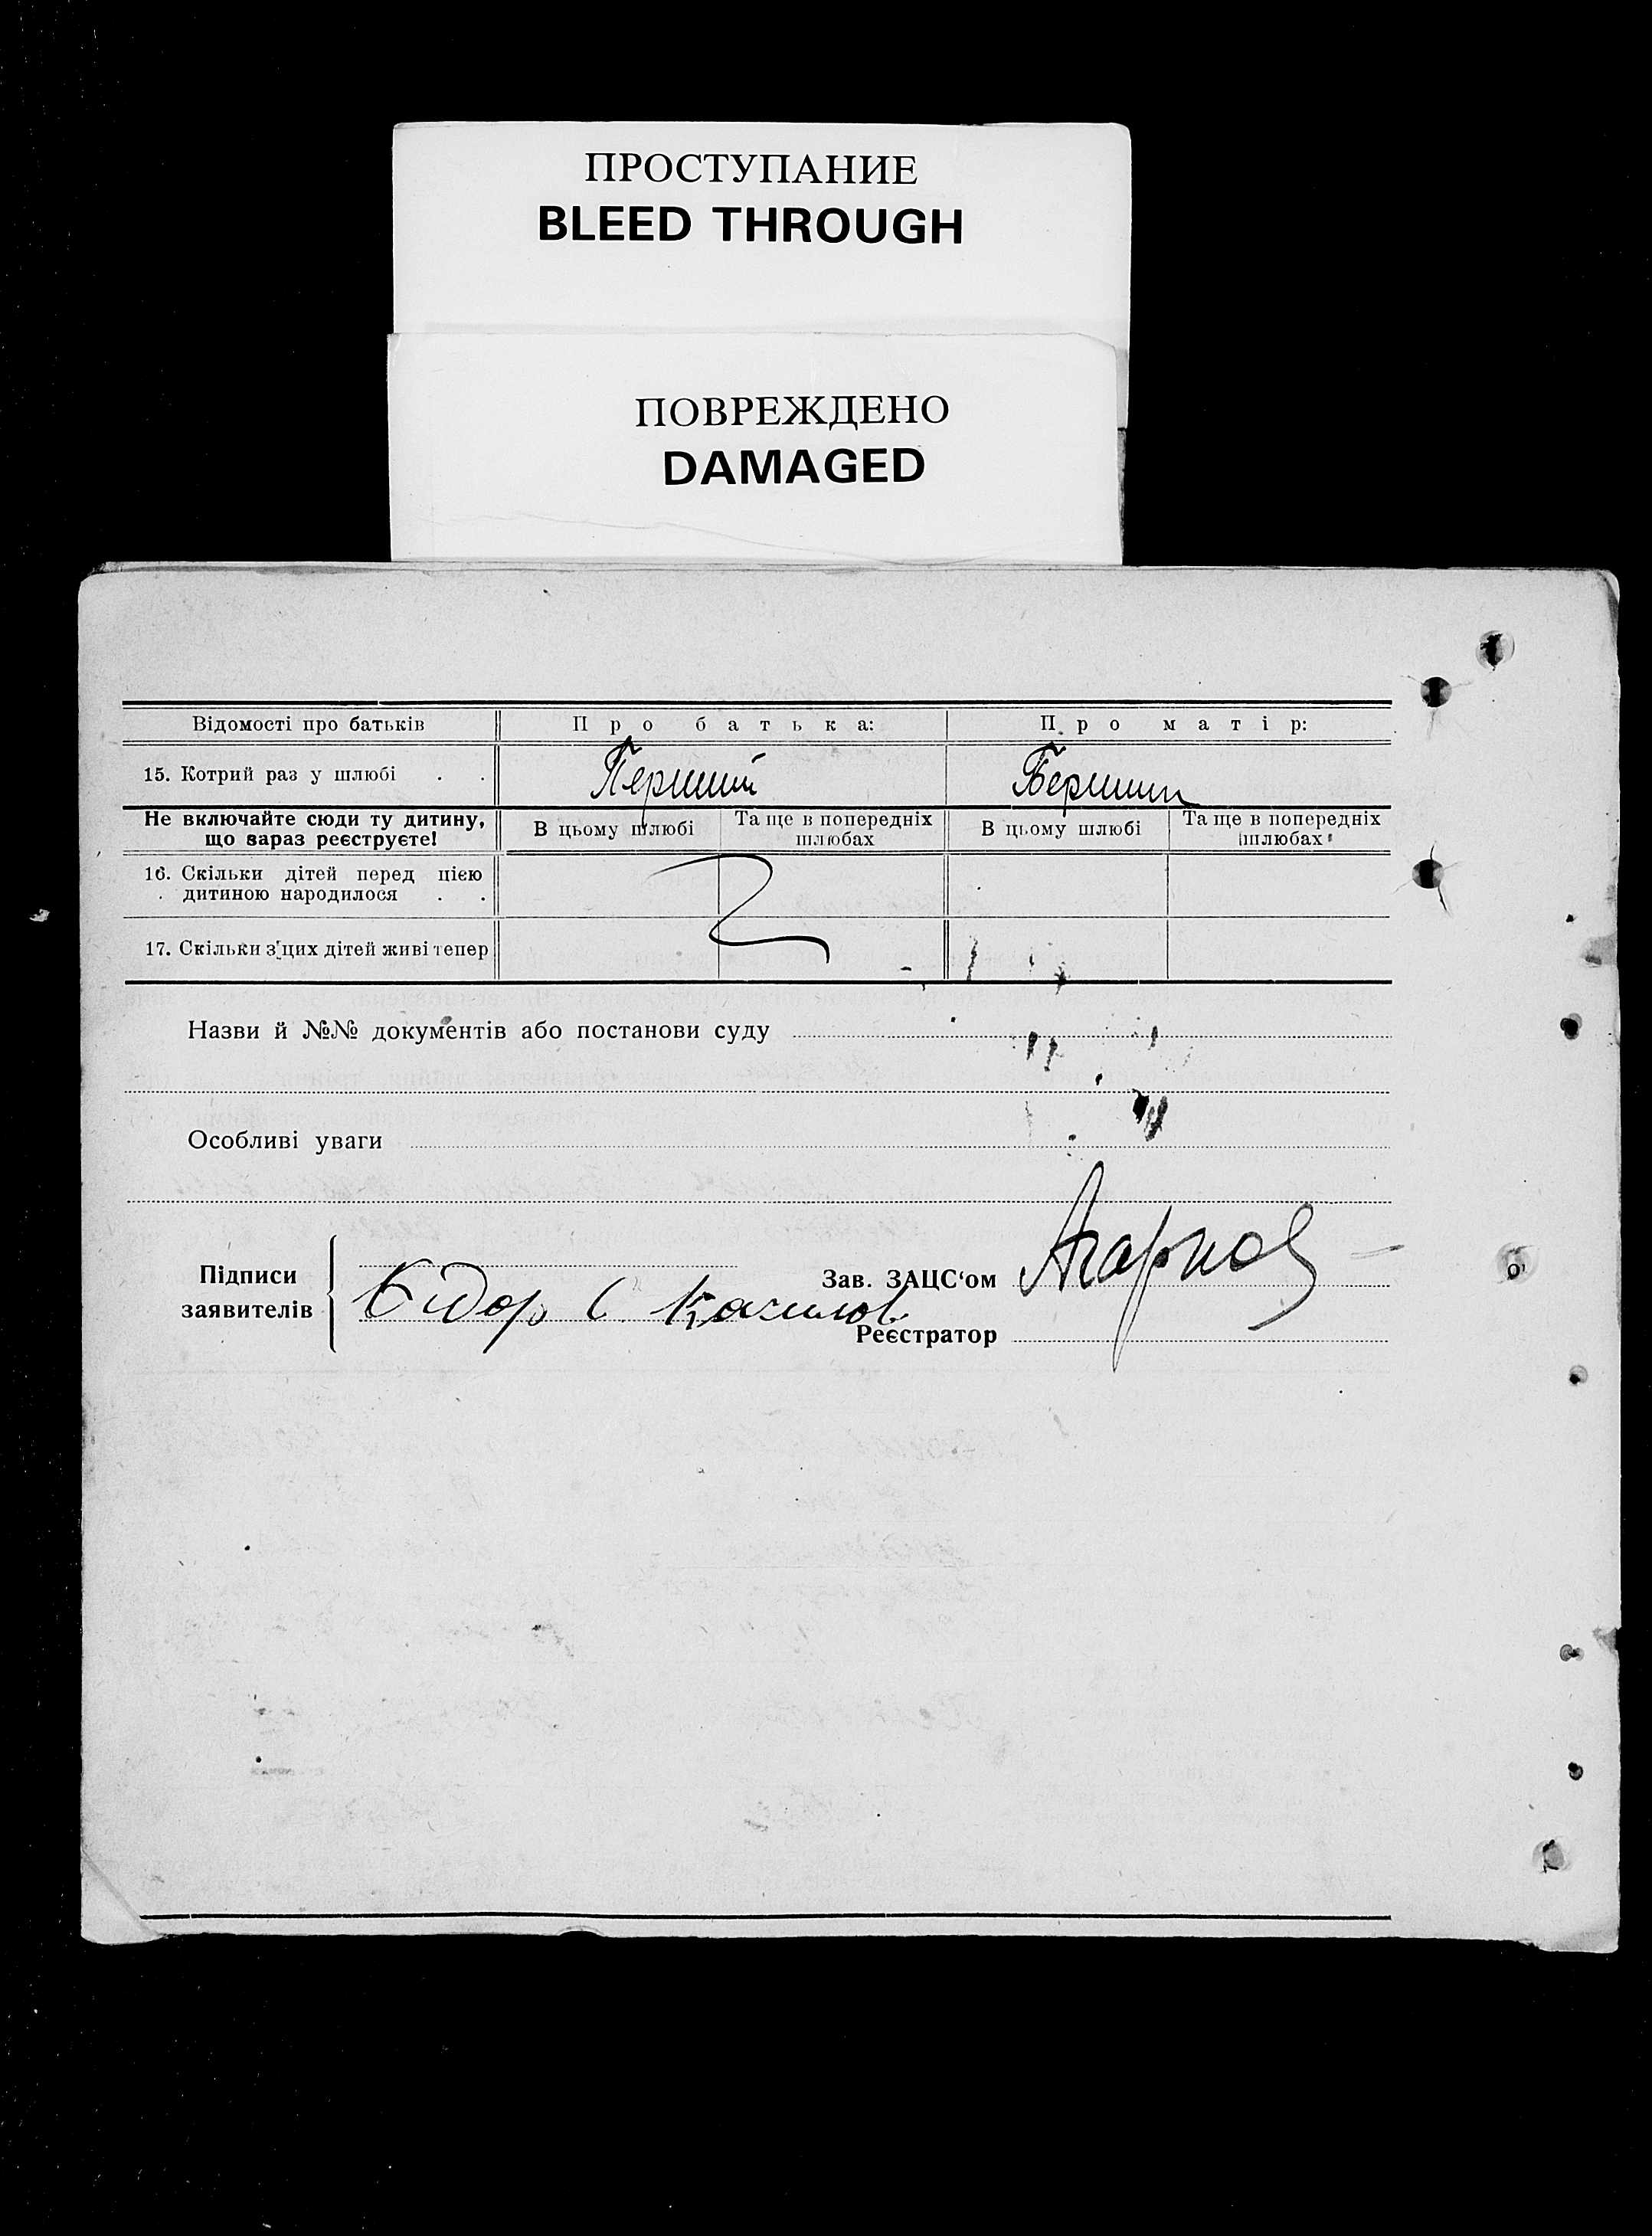 ПРОСТУПАНИЕ
BLEED THROUGH
ПОВРЕЖДЕНО
DAMAGED
Відомості про батьків Про батька: Про матір:
15. Котрий раз у шлюбі . . Перший Перший
Не включайте сюди ту дитину, що зараз реєструєте! В цьому шлюбі Та ще в попередніх шлюбах В цьому шлюбі Та ще в попередніх шлюбах
16. Скільки дітей перед цією
дитиною народилося . .
17. Скільки з цих дітей живі тепер
Назви й №№ документів або постанови суду
Особливі уваги
Підписи
заявителів
Зав. ЗАЦС‘ом
Реєстратор